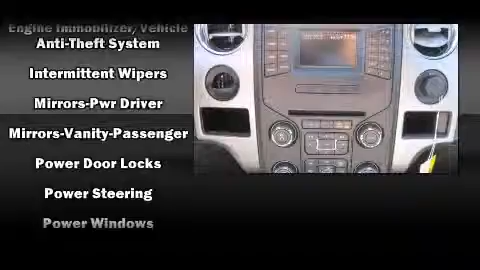 Engine Immobilizer/Vehicle
Anti-Theft System
Intermittent Wipers
Mirrors-Pwr Driver
Mirrors-Vanity-Passenger
Power Door Locks
Power Steering
Power Windows